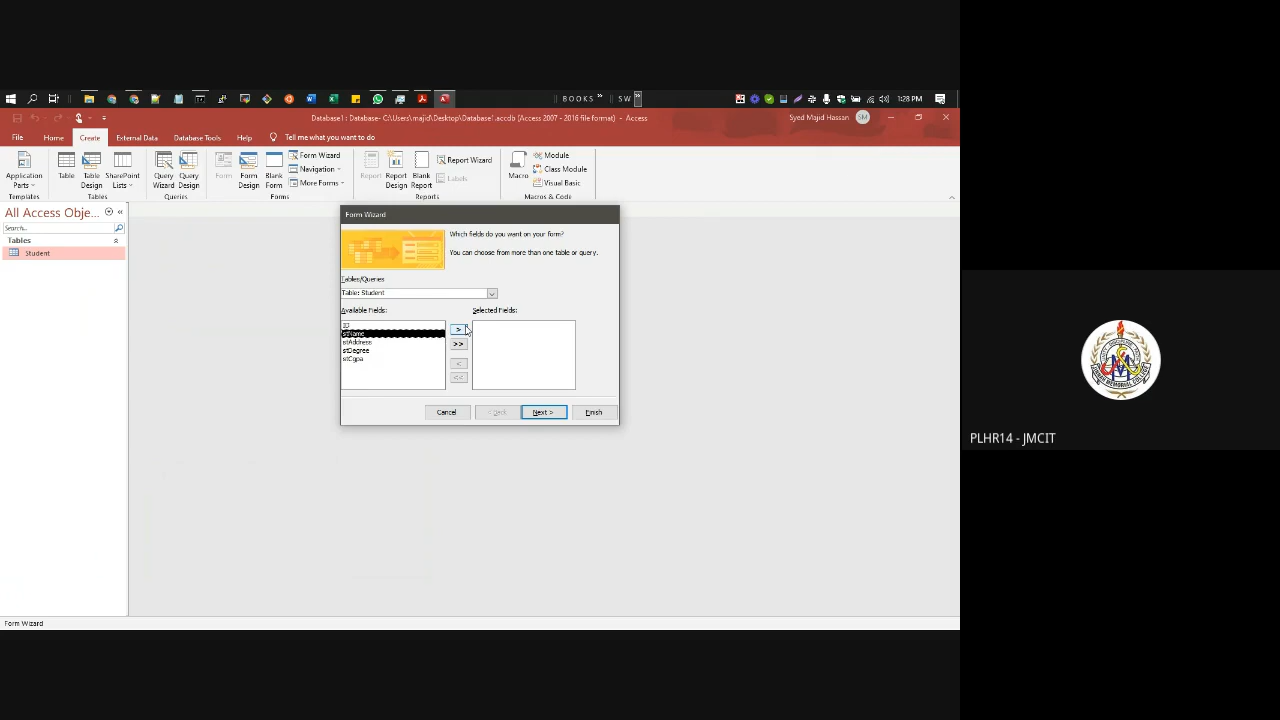 BOOKS »
SW »
1:28 PM
Database1 : Database- C:\Users\majid\Desktop\Database1.accdb (Access 2007 - 2016 file format) - Access
Syed Majid Hassan
SM
File
Home
Create
External Data
Database Tools
Help
Tell me what you want to do
Application Parts
Table
Table Design
SharePoint Lists
Query Wizard
Query Design
Form
Form Design
Blank Form
Form Wizard
Navigation
More Forms
Report
Report Design
Blank Report
Report Wizard
Labels
Macro
Module
Class Module
Visual Basic
Templates
Tables
Queries
Forms
Reports
Macros & Code
All Access Obje...
Search...
Tables
Student
Form Wizard
Which fields do you want on your form?
You can choose from more than one table or query.
Tables/Queries
Table: Student
Available Fields:
Selected Fields:
ID
stName
stAddress
stDegree
stCgpa
>
>>
<
<<
Cancel
< Back
Next >
Finish
Form Wizard
PLHR14 - JMCIT